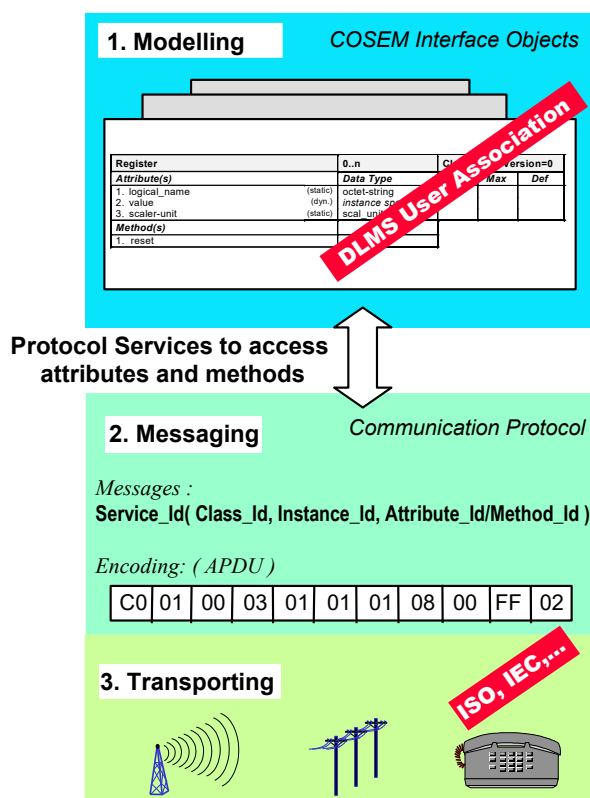 1. Modelling
COSEM Interface Objects
Register 0..n
Attribute(s) Data Type Max Def
1. logical_name (static) octet-string
2. value (dyn.) instance
3. scaler-unit (static)
Method(s)
1. reset
DLMS User Association
Protocol Services to access
attributes and methods
2. Messaging
Communication Protocol
Messages :
Service_Id( Class_Id, Instance_Id, Attribute_Id/Method_Id )
Encoding: ( APDU )
C0 01 00 03 01 01 01 08 00 FF 02
3. Transporting
ISO, IEC,...